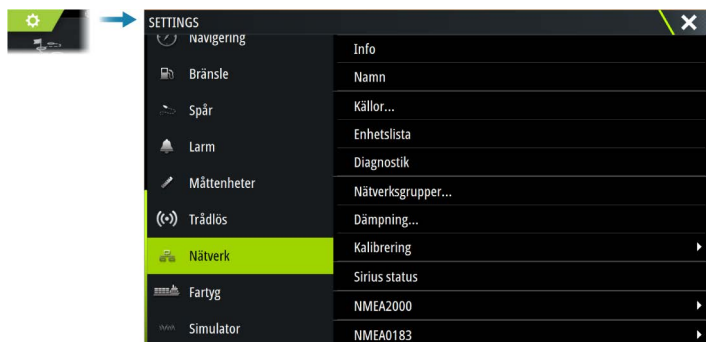 SETTINGS
Navigering
Bränsle
Spår
Larm
Måttenheter
Trådlös
Nätverk
Fartyg
Simulator
Info
Namn
Källor...
Enhetslista
Diagnostik
Nätverksgrupper...
Dämpning...
Kalibrering
Sirius status
NMEA2000
NMEA0183